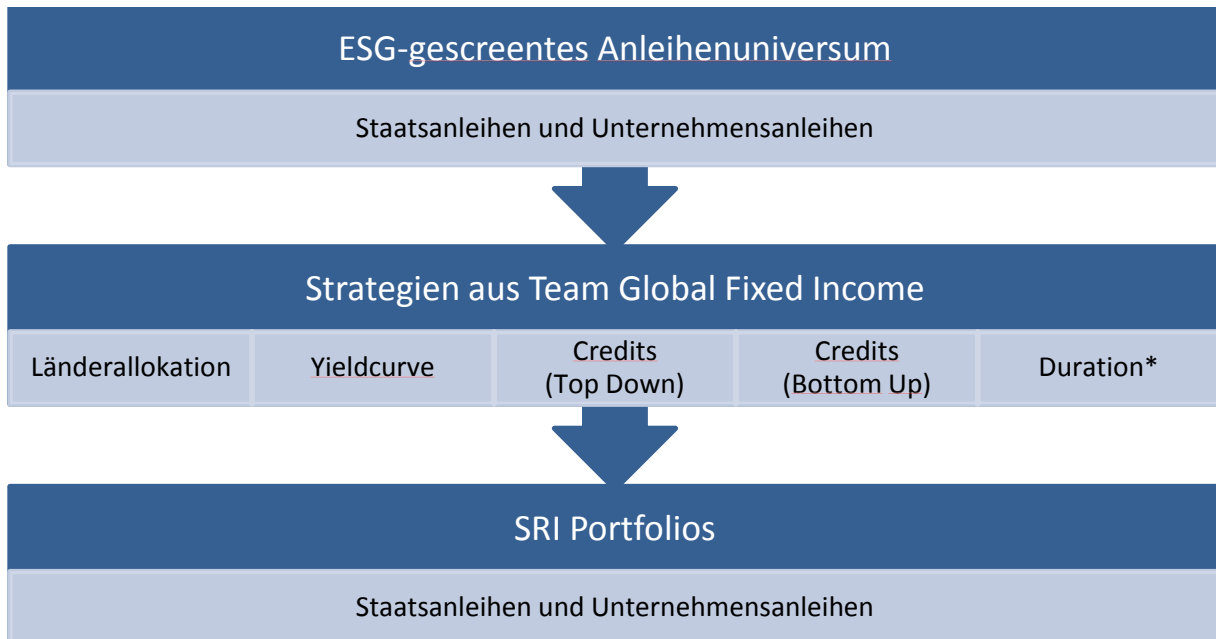 ESG-gescreentes Anleihenuniversum
Staatsanleihen und Unternehmensanleihen
Strategien aus Team Global Fixed Income
Länderallokation
Yieldcurve
Credits
(Top Down)
Credits
(Bottom Up)
Duration*
SRI Portfolios
Staatsanleihen und Unternehmensanleihen